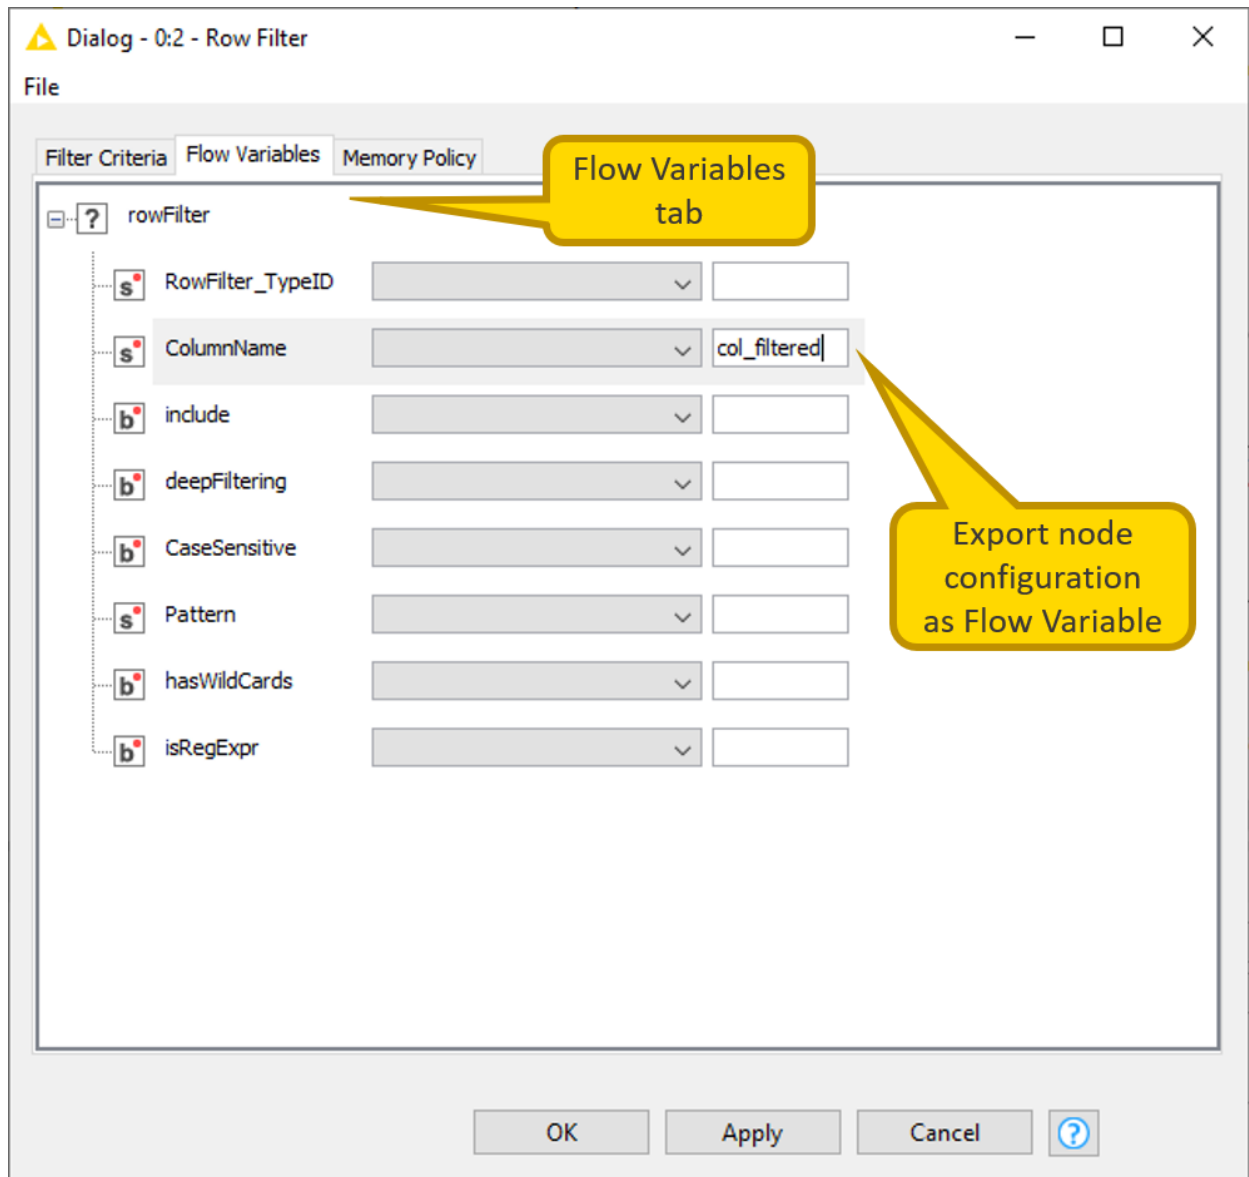 Dialog - 0:2 - Row Filter
File
Filter Criteria
Flow Variables
Memory Policy
Flow Variables
tab
? rowFilter
s RowFilter_TypeID
s ColumnName
col_filtered
b include
b deepFiltering
b CaseSensitive
Export node
configuration
as Flow Variable
s Pattern
b hasWildCards
b isRegExpr
OK
Apply
Cancel
?